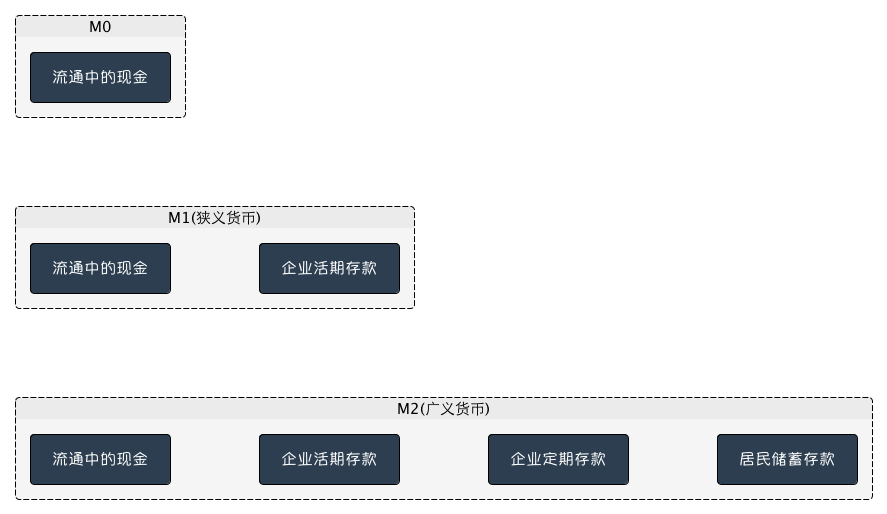 M0
流通中的现金
M1(狭义货币)
流通中的现金 企业活期存款
M2(广义货币)
流通中的现金 企业活期存款 企业定期存款 居民储蓄存款